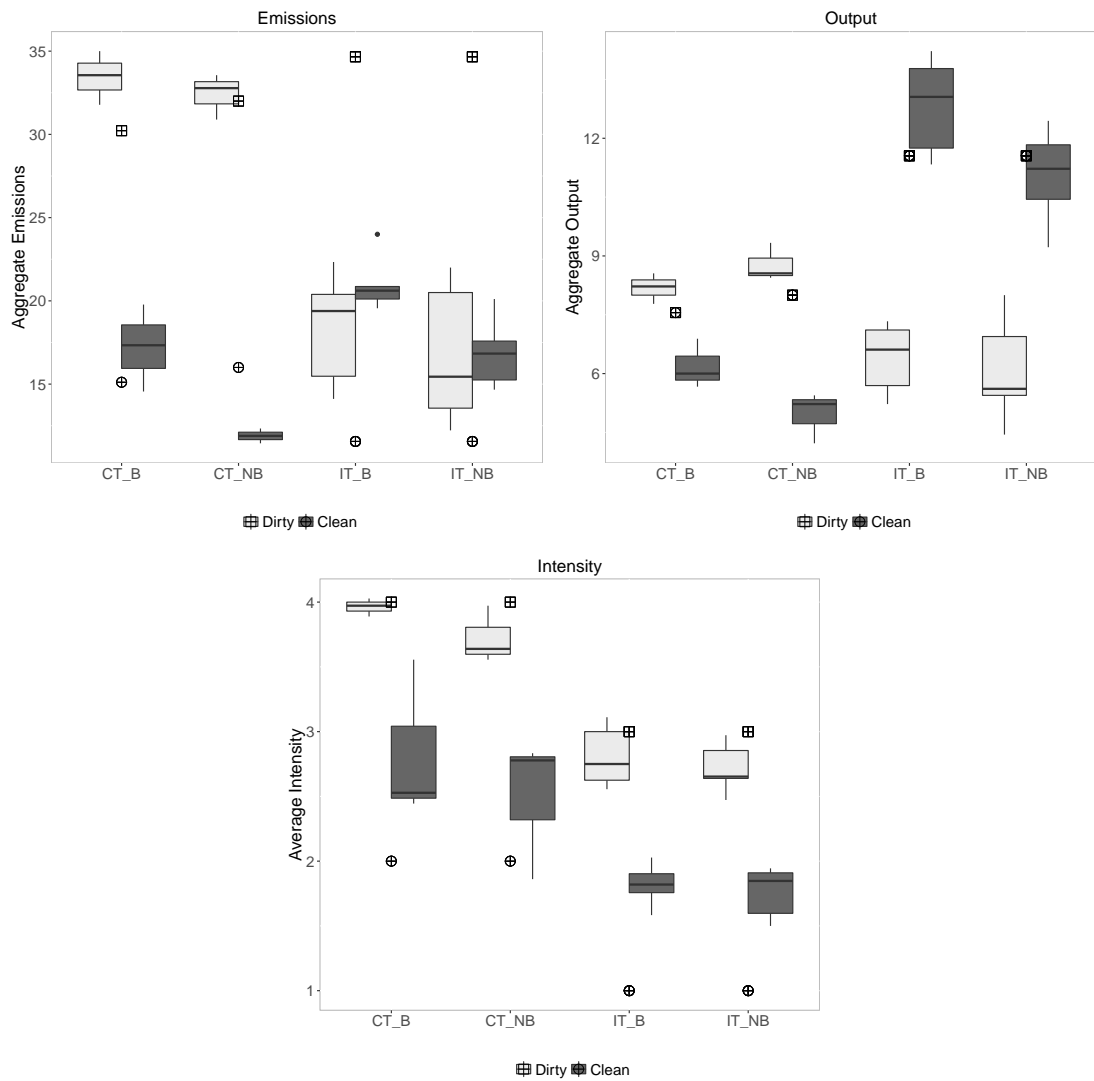 Emissions
Aggregate Emissions
35
30
25
20
15
CT_B CT_NB IT_B IT_NB
Dirty Clean
Output
Aggregate Output
12
9
6
CT_B CT_NB IT_B IT_NB
Dirty Clean
Intensity
Average Intensity
4
3
2
1
CT_B CT_NB IT_B IT_NB
Dirty Clean